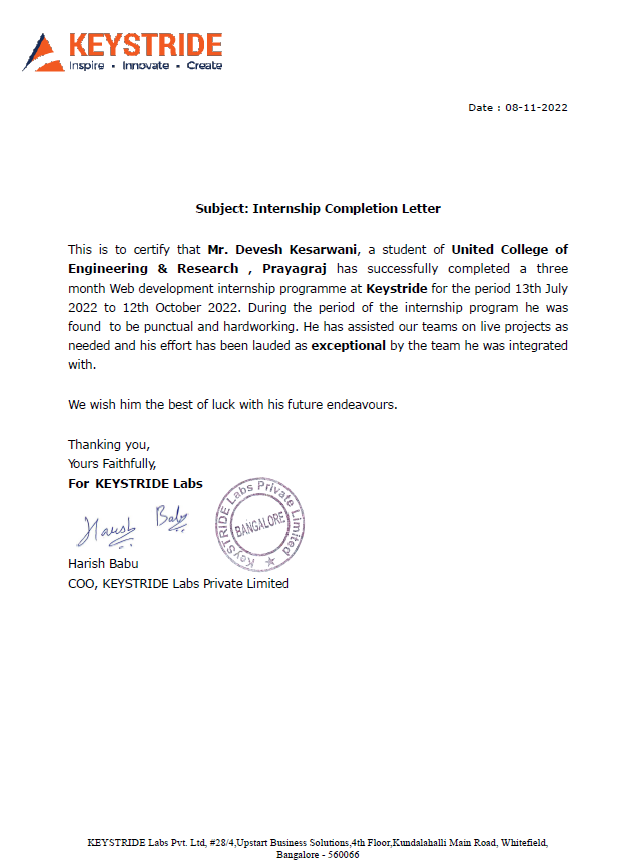 KEYSTRIDE
Inspire • Innovate • Create
Date : 08-11-2022
Subject: Internship Completion Letter
This is to certify that Mr. Devesh Kesarwani, a student of United College of
Engineering & Research , Prayagraj has successfully completed a three
month Web development internship programme at Keystride for the period 13th July
2022 to 12th October 2022. During the period of the internship program he was
found to be punctual and hardworking. He has assisted our teams on live projects as
needed and his effort has been lauded as exceptional by the team he was integrated
with.
We wish him the best of luck with his future endeavours.
Thanking you,
Yours Faithfully,
For KEYSTRIDE Labs
Harish Babu
KeySTRIDE Labs Private Limited
BANGALORE
Harish Babu
COO, KEYSTRIDE Labs Private Limited
KEYSTRIDE Labs Pvt. Ltd, #28/4,Upstart Business Solutions,4th Floor,Kundalahalli Main Road, Whitefield,
Bangalore - 560066